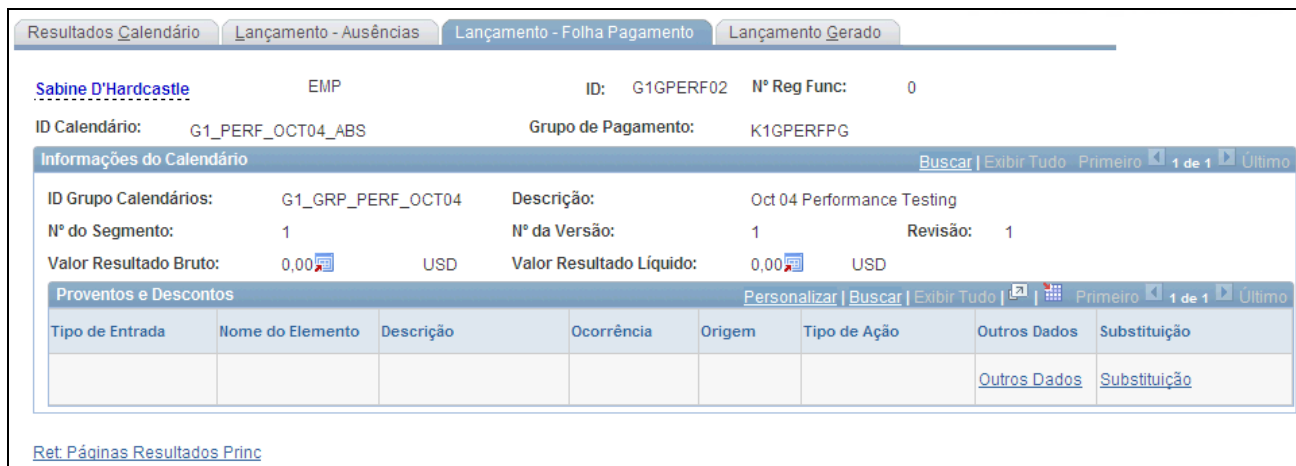 Resultados Calendário Lançamento - Ausências Lançamento - Folha Pagamento Lançamento Gerado
Sabine D'Hardcastle EMP ID: G1GPERF02 Nº Reg Func: 0
ID Calendário: G1_PERF_OCT04_ABS Grupo de Pagamento: K1GPERFPG
Informações do Calendário Buscar | Exibir Tudo Primeiro 1 de 1 Último
ID Grupo Calendários: G1_GRP_PERF_OCT04 Descrição: Oct 04 Performance Testing
Nº do Segmento: 1 Nº da Versão: 1 Revisão: 1
Valor Resultado Bruto: 0,00 USD Valor Resultado Líquido: 0,00 USD
Proventos e Descontos Personalizar | Buscar | Exibir Tudo | | Primeiro 1 de 1 Último
Tipo de Entrada Nome do Elemento Descrição Ocorrência Origem Tipo de Ação Outros Dados Substituição
Outros Dados Substituição
Ret: Páginas Resultados Princ